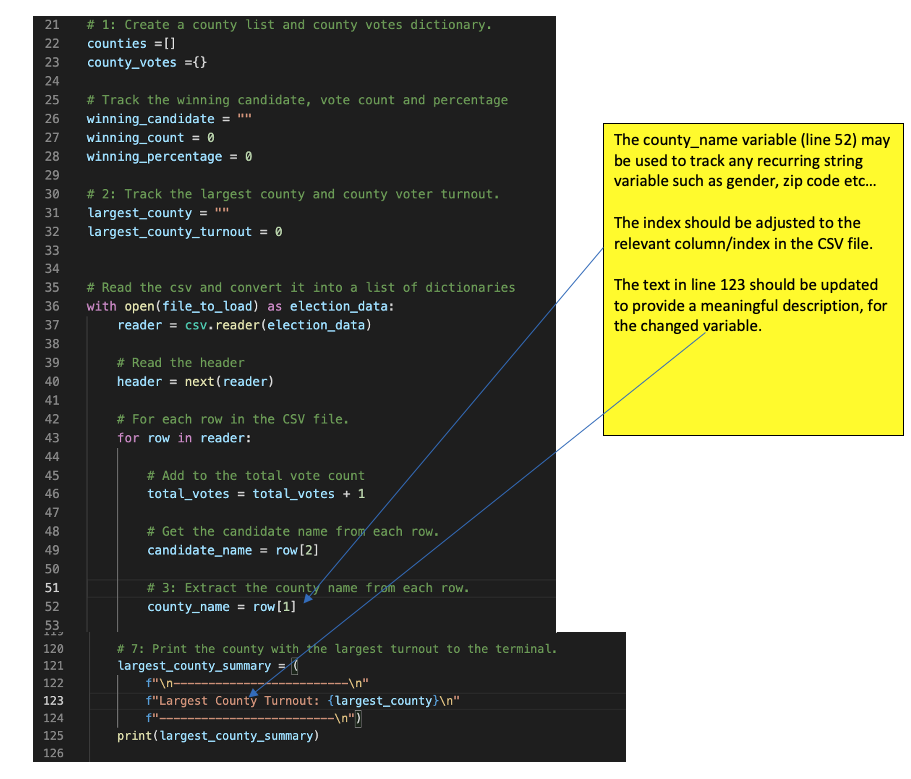 21 # 1: Create a county list and county votes dictionary.
22 counties =[]
23 county_votes ={}
24
25 # Track the winning candidate, vote count and percentage
26 winning_candidate = ""
27 winning_count = 0
28 winning_percentage = 0
29
30 # 2: Track the largest county and county voter turnout.
31 largest_county = ""
32 largest_county_turnout = 0
33
34
35 # Read the csv and convert it into a list of dictionaries
36 with open(file_to_load) as election_data:
37     reader = csv.reader(election_data)
38
39     # Read the header
40     header = next(reader)
41
42     # For each row in the CSV file.
43     for row in reader:
44
45         # Add to the total vote count
46         total_votes = total_votes + 1
47
48         # Get the candidate name from each row.
49         candidate_name = row[2]
50
51         # 3: Extract the county name from each row.
52         county_name = row[1]
53
119
120     # 7: Print the county with the largest turnout to the terminal.
121     largest_county_summary = (
122         f"\n-------------------------\n"
123         f"Largest County Turnout: {largest_county}\n"
124         f"-------------------------\n")
125     print(largest_county_summary)
126
The county_name variable (line 52) may
be used to track any recurring string
variable such as gender, zip code etc...
The index should be adjusted to the
relevant column/index in the CSV file.
The text in line 123 should be updated
to provide a meaningful description, for
the changed variable.